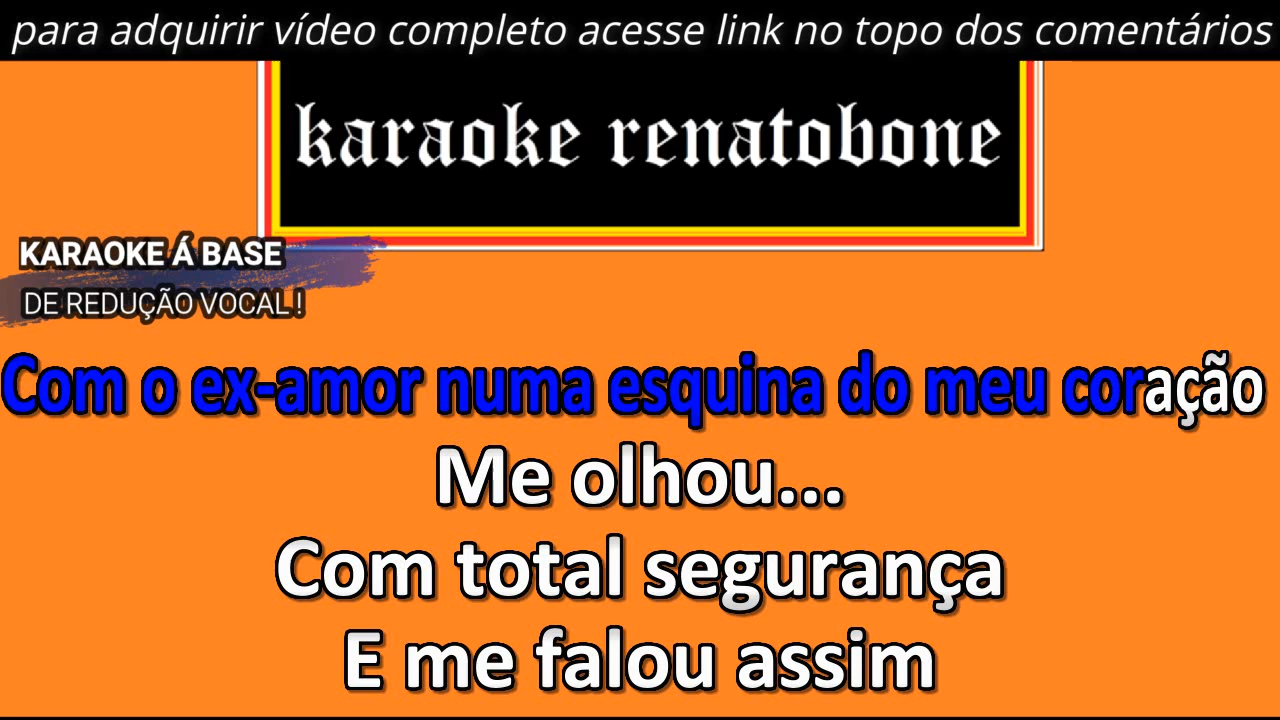 para adquirir vídeo completo acesse link no topo dos comentários
karaoke renatobone
KARAOKE Á BASE
DE REDUÇÃO VOCAL !
Com o ex-amor numa esquina do meu coração
Me olhou...
Com total segurança
E me falou assim